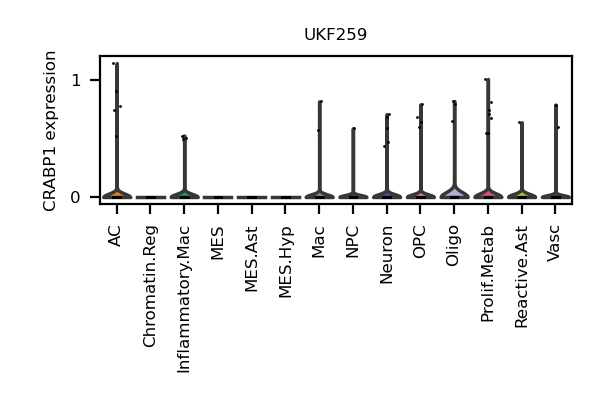 UKF259
CRABP1 expression
1
0
AC
Chromatin.Reg
Inflammatory.Mac
MES
MES.Ast
MES.Hyp
Mac
NPC
Neuron
OPC
Oligo
Prolif.Metab
Reactive.Ast
Vasc